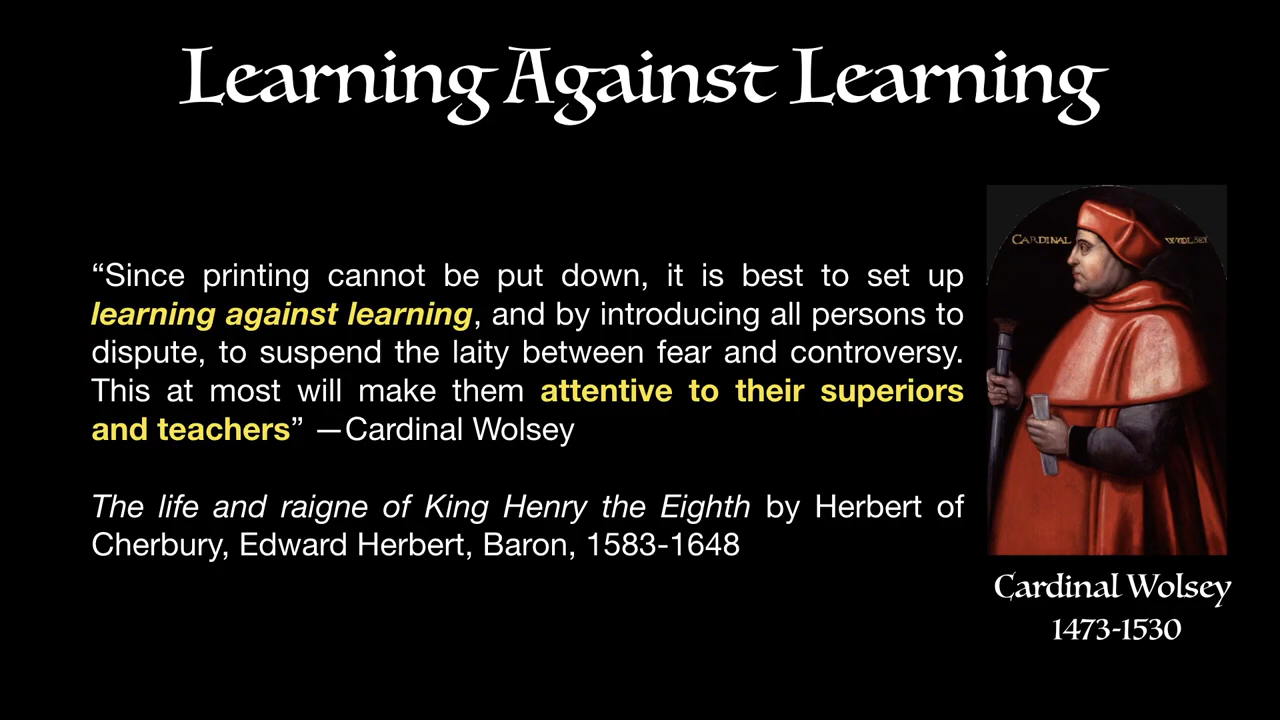 Learning Against Learning
“Since printing cannot be put down, it is best to set up
learning against learning, and by introducing all persons to
dispute, to suspend the laity between fear and controversy.
This at most will make them attentive to their superiors
and teachers” —Cardinal Wolsey
The life and raigne of King Henry the Eighth by Herbert of
Cherbury, Edward Herbert, Baron, 1583-1648
CARDINAL WOLSEY
Cardinal Wolsey
1473-1530